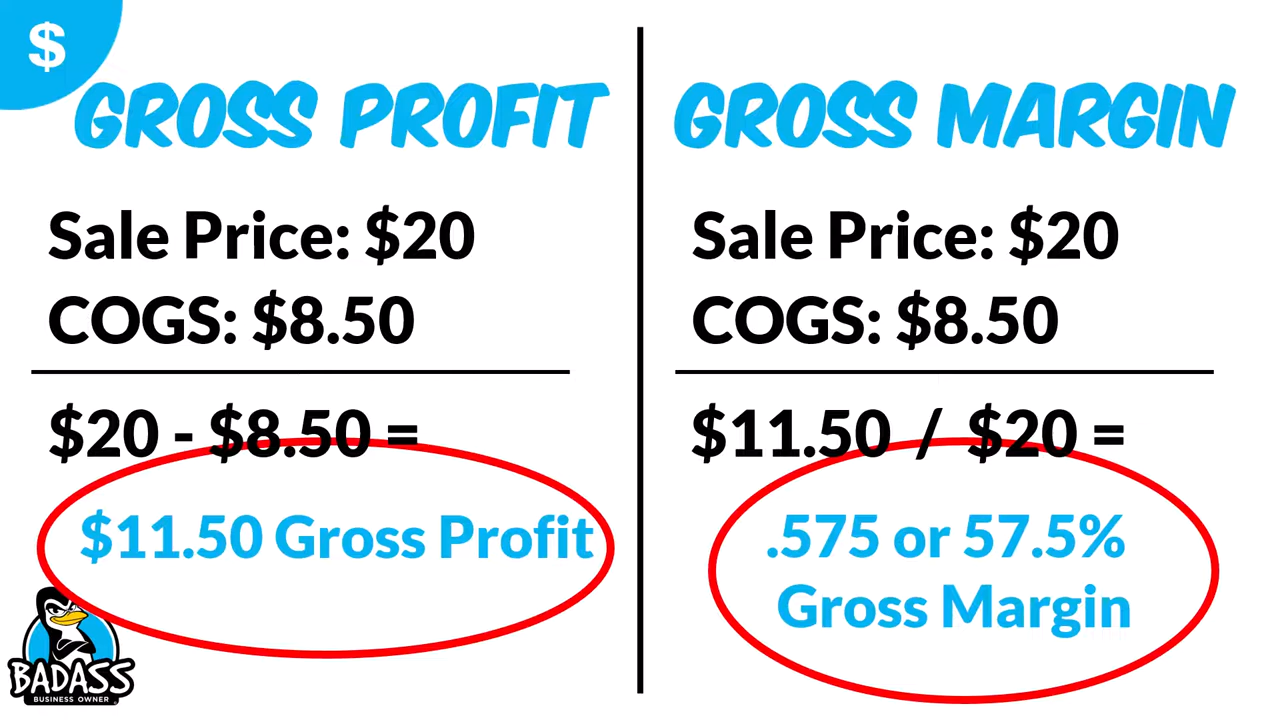 $
GROSS PROFIT
Sale Price: $20
COGS: $8.50
$20 - $8.50 =
$11.50 Gross Profit
BADASS
BUSINESS OWNER
GROSS MARGIN
Sale Price: $20
COGS: $8.50
$11.50 / $20 =
.575 or 57.5%
Gross Margin